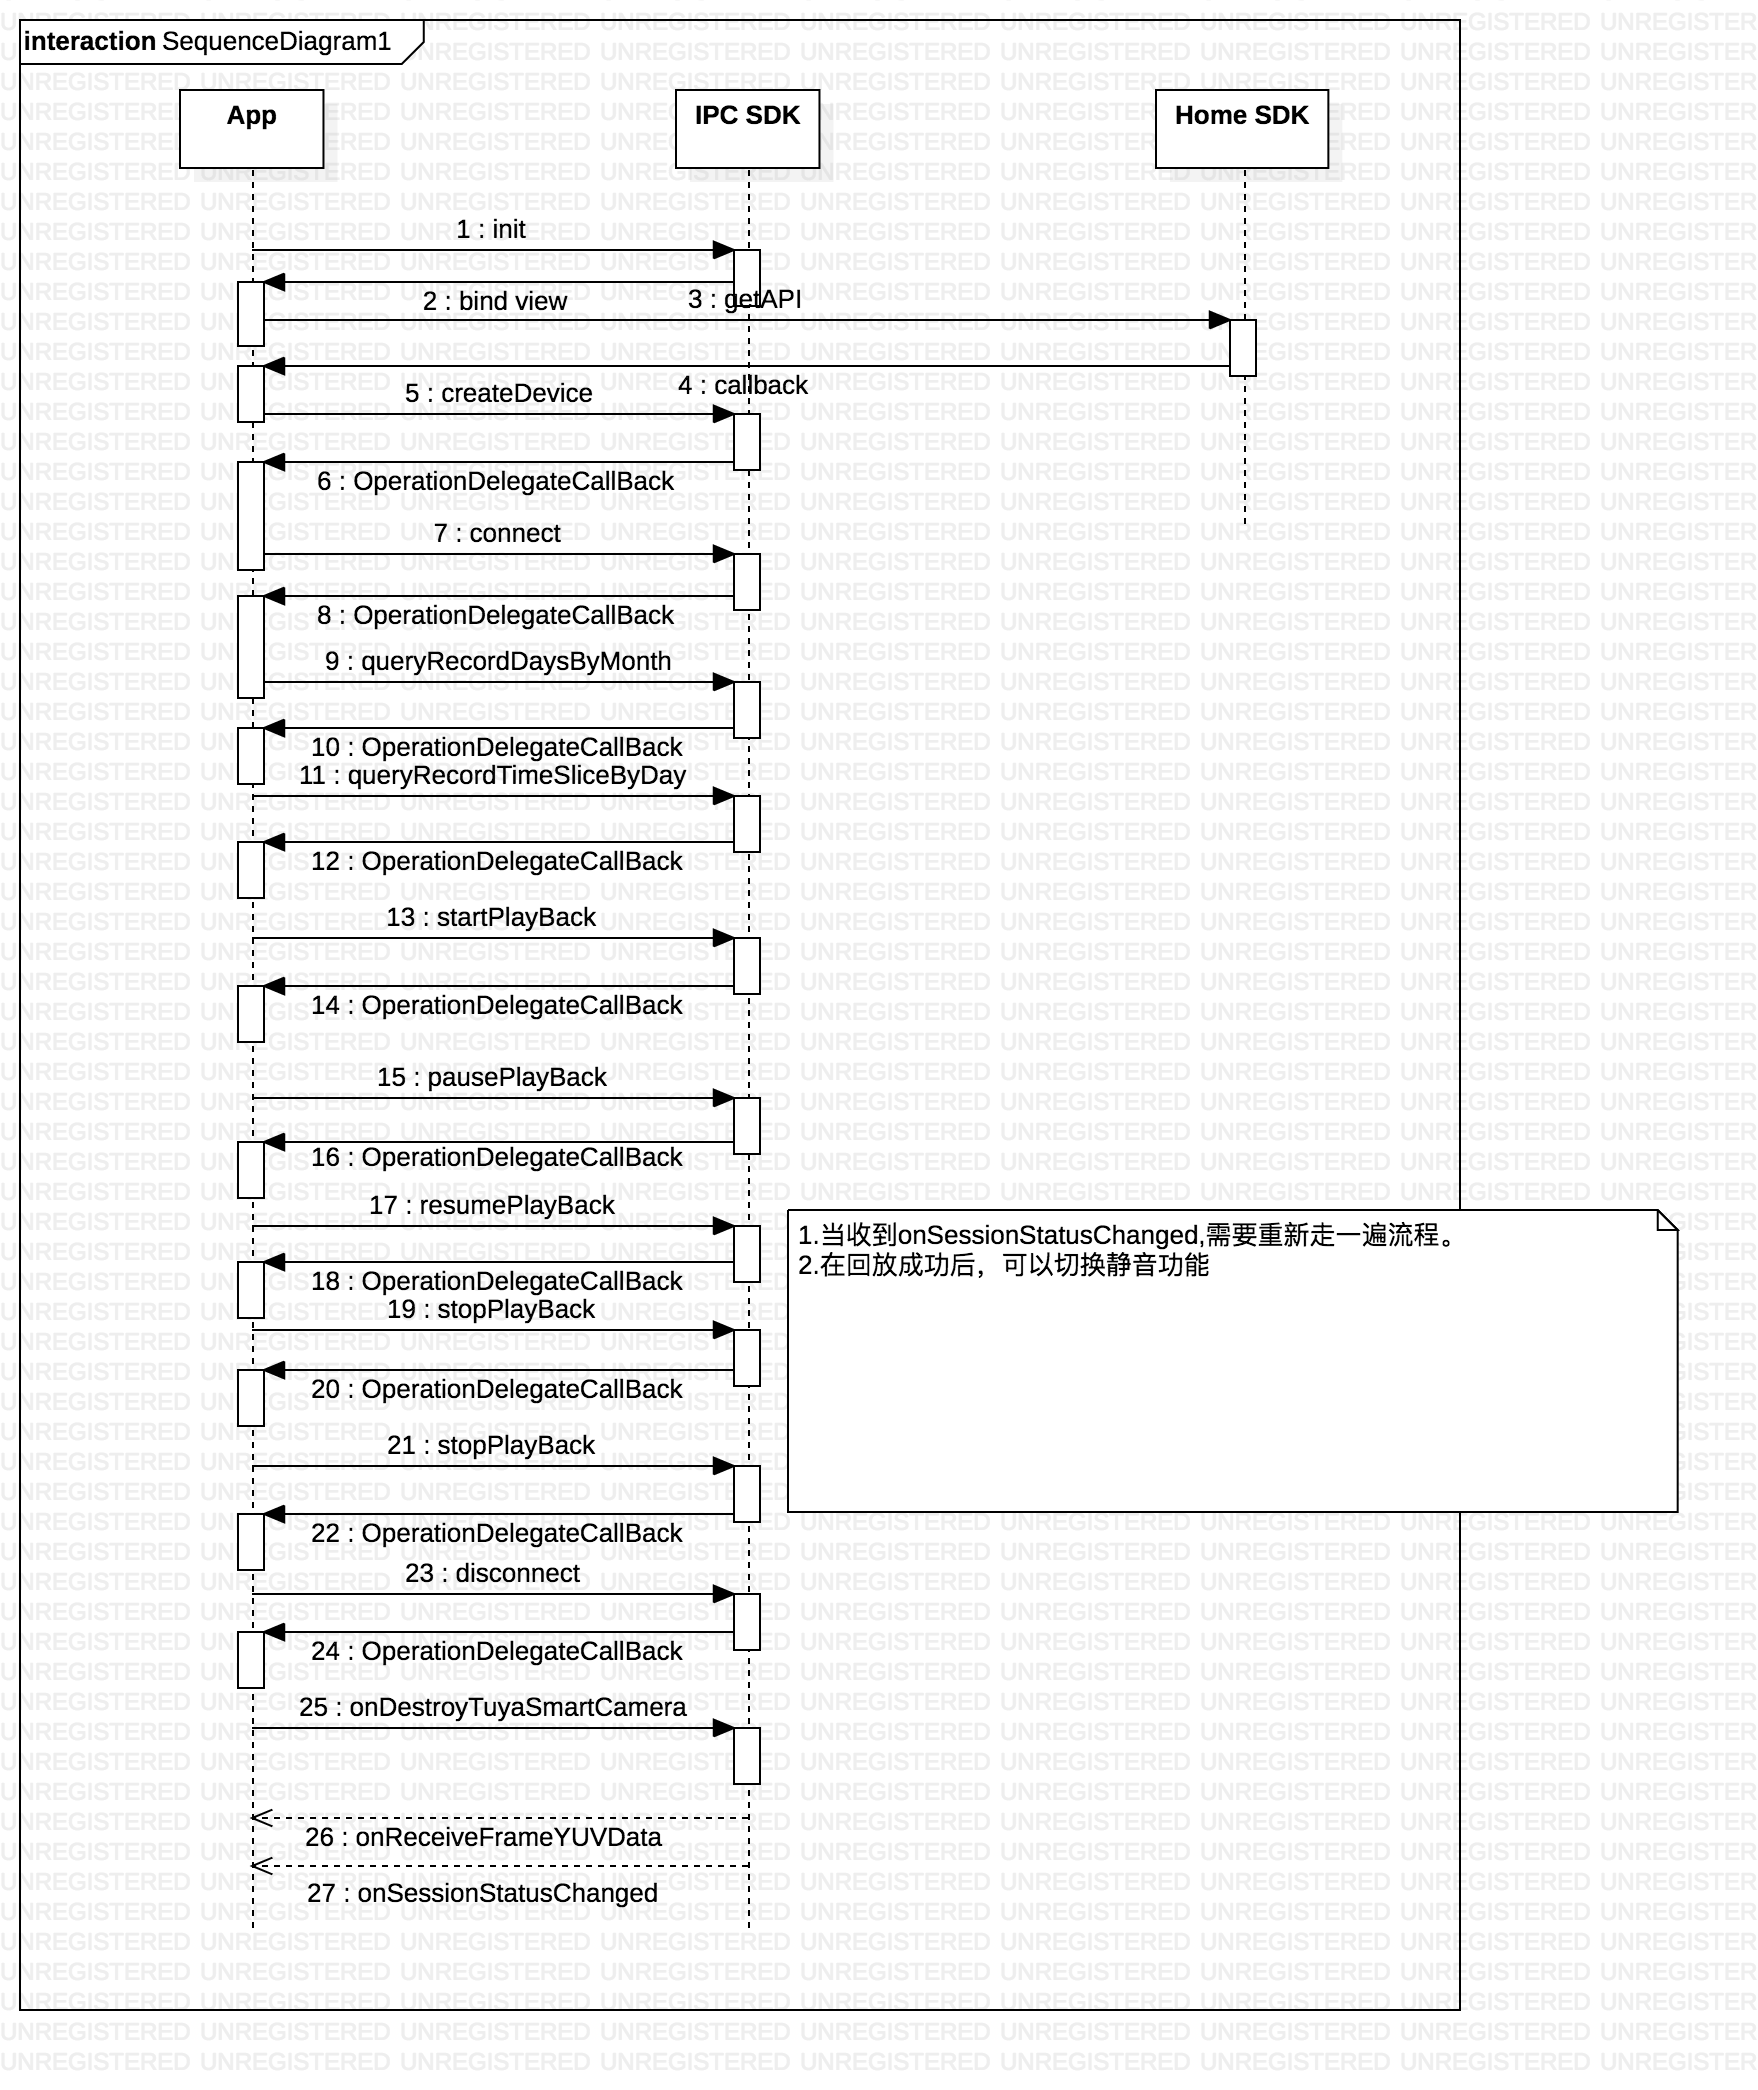 interaction SequenceDiagram1
App
IPC SDK
Home SDK
1 : init
2 : bind view
3 : getAPI
4 : callback
5 : createDevice
6 : OperationDelegateCallBack
7 : connect
8 : OperationDelegateCallBack
9 : queryRecordDaysByMonth
10 : OperationDelegateCallBack
11 : queryRecordTimeSliceByDay
12 : OperationDelegateCallBack
13 : startPlayBack
14 : OperationDelegateCallBack
15 : pausePlayBack
16 : OperationDelegateCallBack
17 : resumePlayBack
1.当收到onSessionStatusChanged,需要重新走一遍流程。
2.在回放成功后，可以切换静音功能
18 : OperationDelegateCallBack
19 : stopPlayBack
20 : OperationDelegateCallBack
21 : stopPlayBack
22 : OperationDelegateCallBack
23 : disconnect
24 : OperationDelegateCallBack
25 : onDestroyTuyaSmartCamera
26 : onReceiveFrameYUVData
27 : onSessionStatusChanged
UNREGISTERED